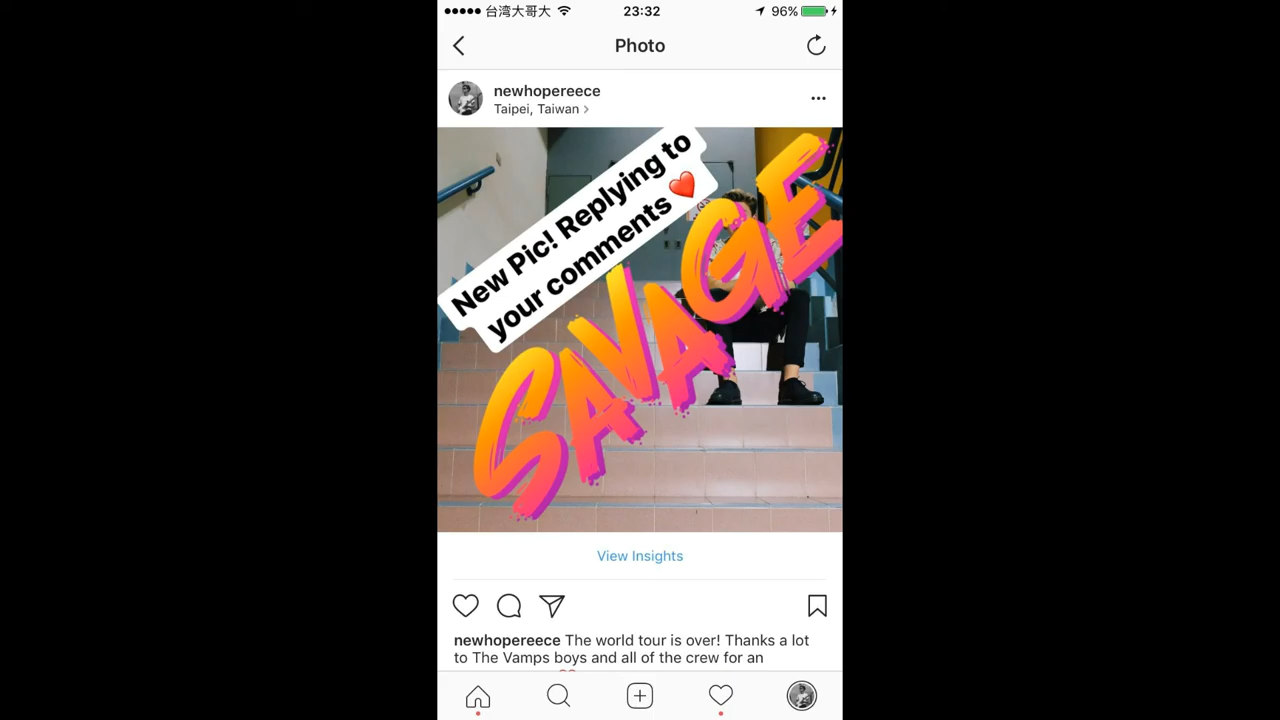 台湾大哥大
23:32
96%
Photo
newhopereece
Taipei, Taiwan
New Pic! Replying to
your comments ❤️
SAVAGE
View Insights
newhopereece The world tour is over! Thanks a lot
to The Vamps boys and all of the crew for an